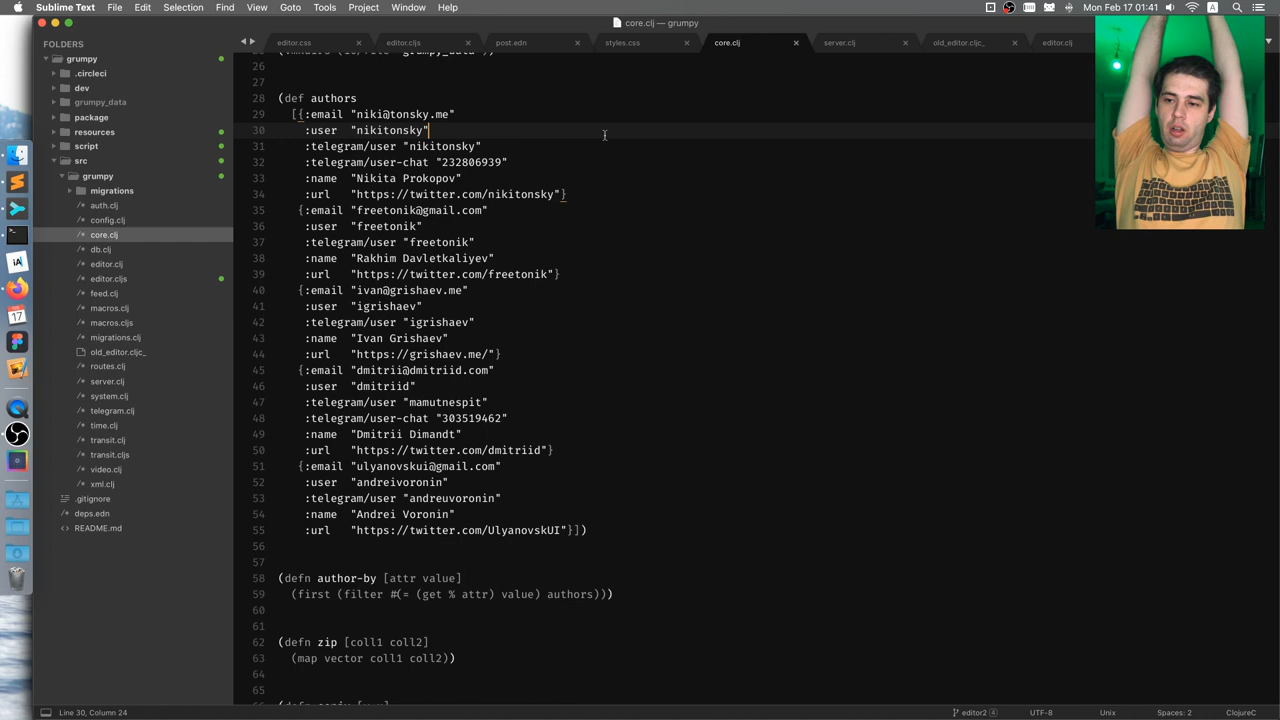 Sublime Text File Edit Selection Find View Goto Tools Project Window Help
Mon Feb 17 01:41
core.clj — grumpy
FOLDERS
grumpy
.circleci
dev
grumpy_data
package
resources
script
src
grumpy
migrations
auth.clj
config.clj
core.clj
db.clj
editor.clj
editor.cljs
feed.clj
macros.clj
macros.cljs
migrations.clj
old_editor.cljc_
routes.clj
server.clj
system.clj
telegram.clj
time.clj
transit.clj
transit.cljs
video.clj
xml.clj
.gitignore
deps.edn
README.md
editor.css editor.cljs post.edn styles.css core.clj server.clj old_editor.cljc_ editor.clj
26
27
28 (def authors
29 [{:email "niki@tonsky.me"
30 :user "nikitonsky"
31 :telegram/user "nikitonsky"
32 :telegram/user-chat "232806939"
33 :name "Nikita Prokopov"
34 :url "https://twitter.com/nikitonsky"}
35 {:email "freetonik@gmail.com"
36 :user "freetonik"
37 :telegram/user "freetonik"
38 :name "Rakhim Davletkaliyev"
39 :url "https://twitter.com/freetonik"}
40 {:email "ivan@grishaev.me"
41 :user "igrishaev"
42 :telegram/user "igrishaev"
43 :name "Ivan Grishaev"
44 :url "https://grishaev.me/"}
45 {:email "dmitrii@dmitriid.com"
46 :user "dmitriid"
47 :telegram/user "mamutnespit"
48 :telegram/user-chat "303519462"
49 :name "Dmitrii Dimandt"
50 :url "https://twitter.com/dmitriid"}
51 {:email "ulyanovskui@gmail.com"
52 :user "andreivoronin"
53 :telegram/user "andreuvoronin"
54 :name "Andrei Voronin"
55 :url "https://twitter.com/UlyanovskUI"}])
56
57
58 (defn author-by [attr value]
59 (first (filter #(= (get % attr) value) authors)))
60
61
62 (defn zip [coll1 coll2]
63 (map vector coll1 coll2))
64
65
Line 30, Column 24 editor2 4 UTF-8 Unix Spaces: 2 ClojureC